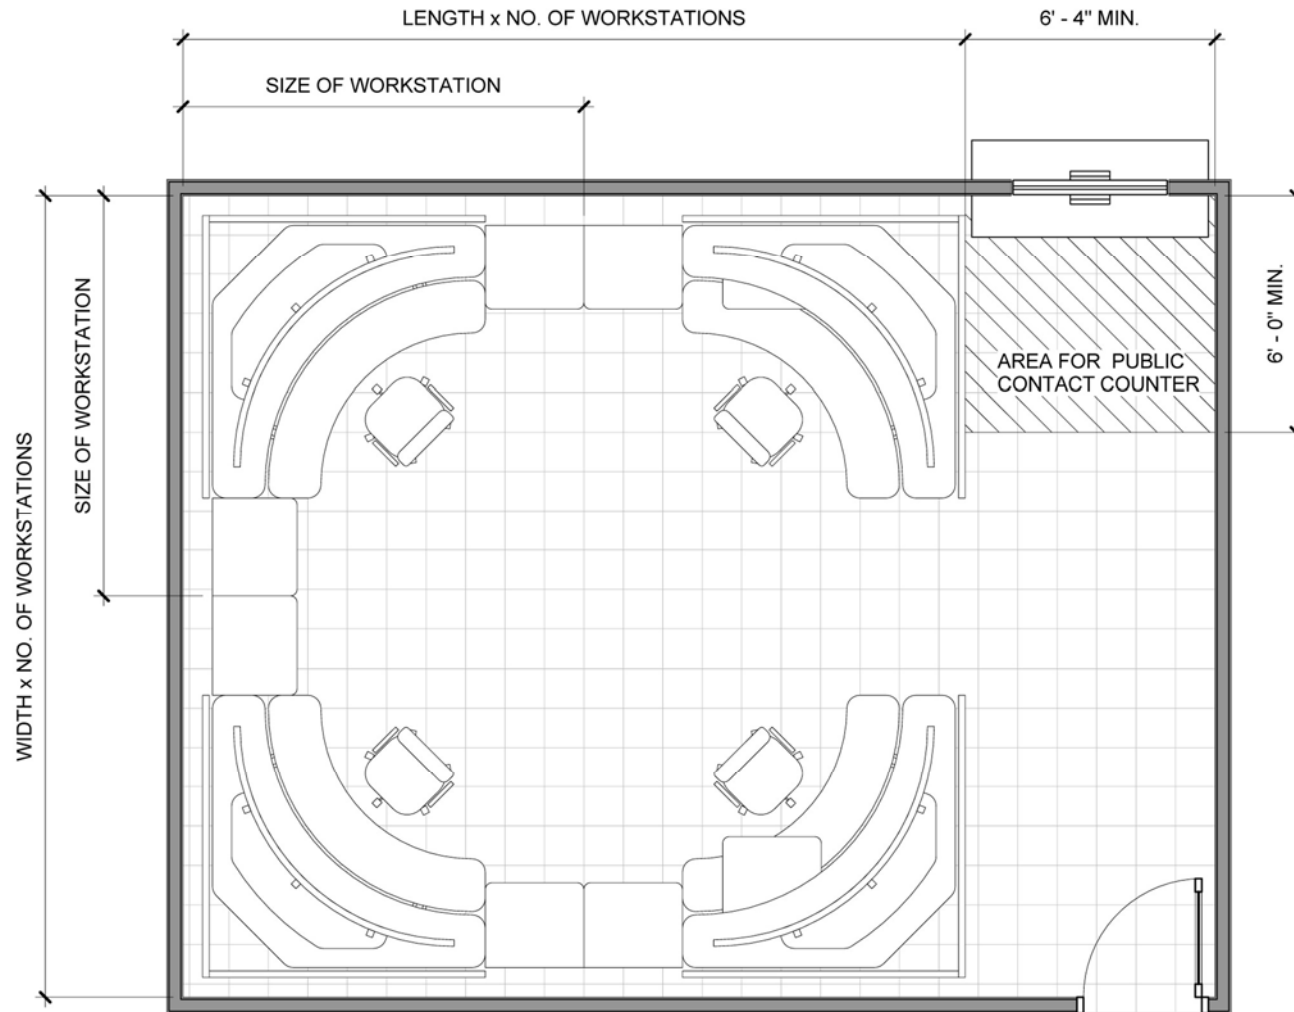 LENGTH x NO. OF WORKSTATIONS
6' - 4" MIN.
SIZE OF WORKSTATION
SIZE OF WORKSTATION
WIDTH x NO. OF WORKSTATIONS
6' - 0" MIN.
AREA FOR PUBLIC
CONTACT COUNTER